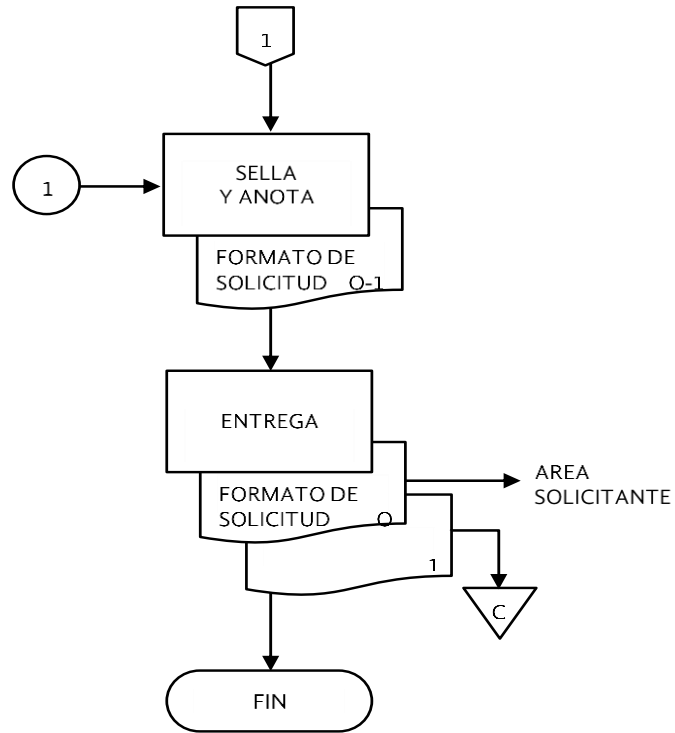 1
1
SELLA
Y ANOTA
FORMATO DE
SOLICITUD O-1
ENTREGA
FORMATO DE
SOLICITUD O
AREA
SOLICITANTE
1
C
FIN